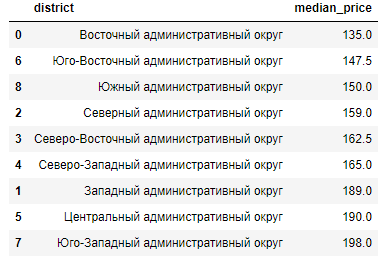 district median_price
0 Восточный административный округ 135.0
6 Юго-Восточный административный округ 147.5
8 Южный административный округ 150.0
2 Северный административный округ 159.0
3 Северо-Восточный административный округ 162.5
4 Северо-Западный административный округ 165.0
1 Западный административный округ 189.0
5 Центральный административный округ 190.0
7 Юго-Западный административный округ 198.0